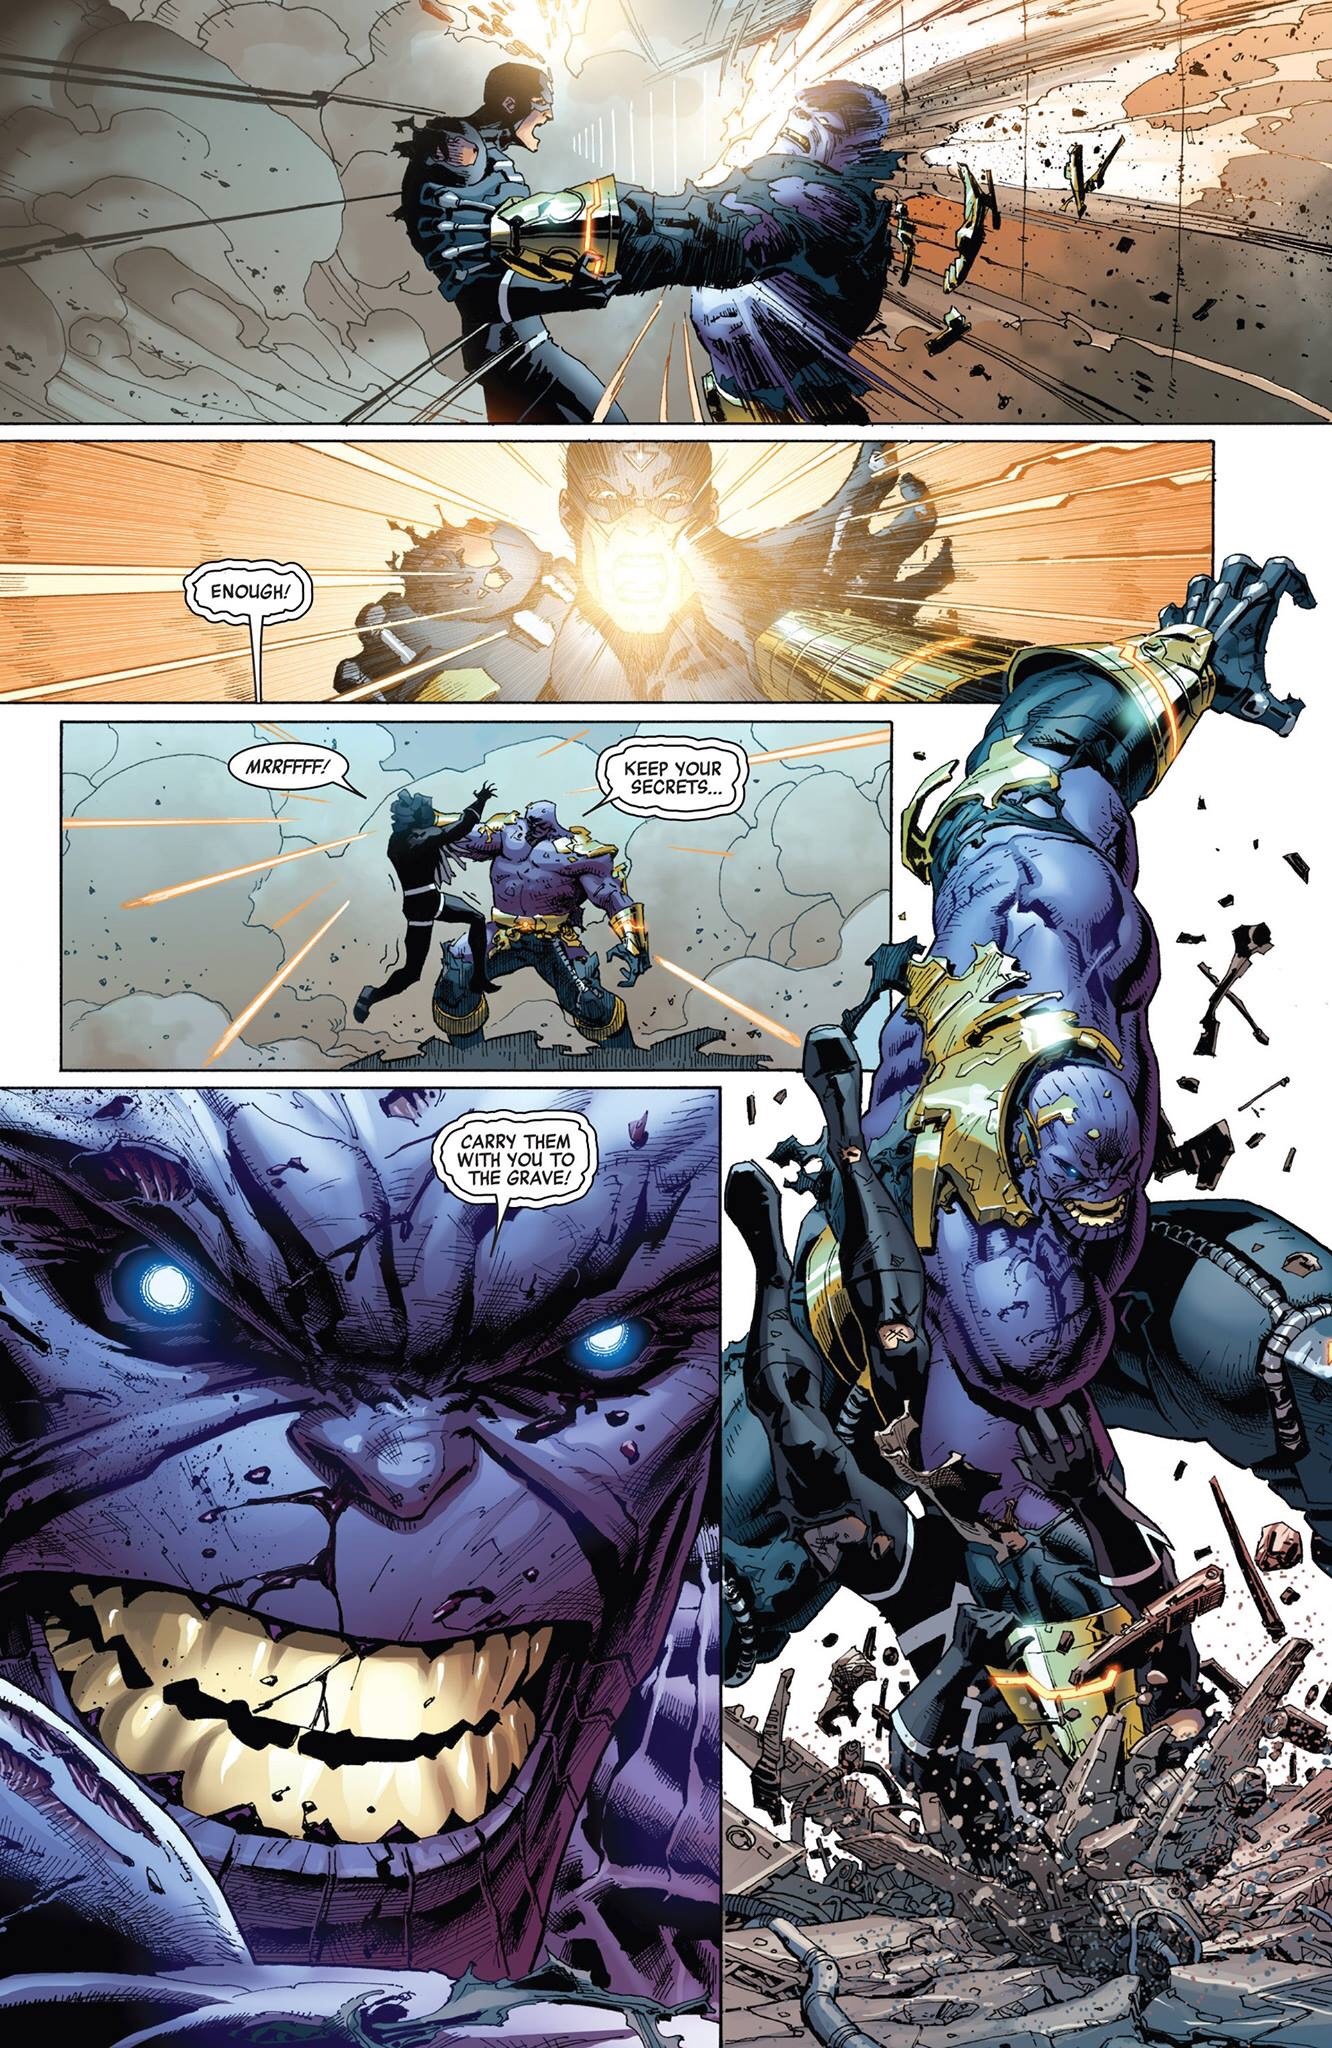 ENOUGH!
MRRFFFF!
KEEP YOUR
SECRETS...
CARRY THEM
WITH YOU TO
THE GRAVE!